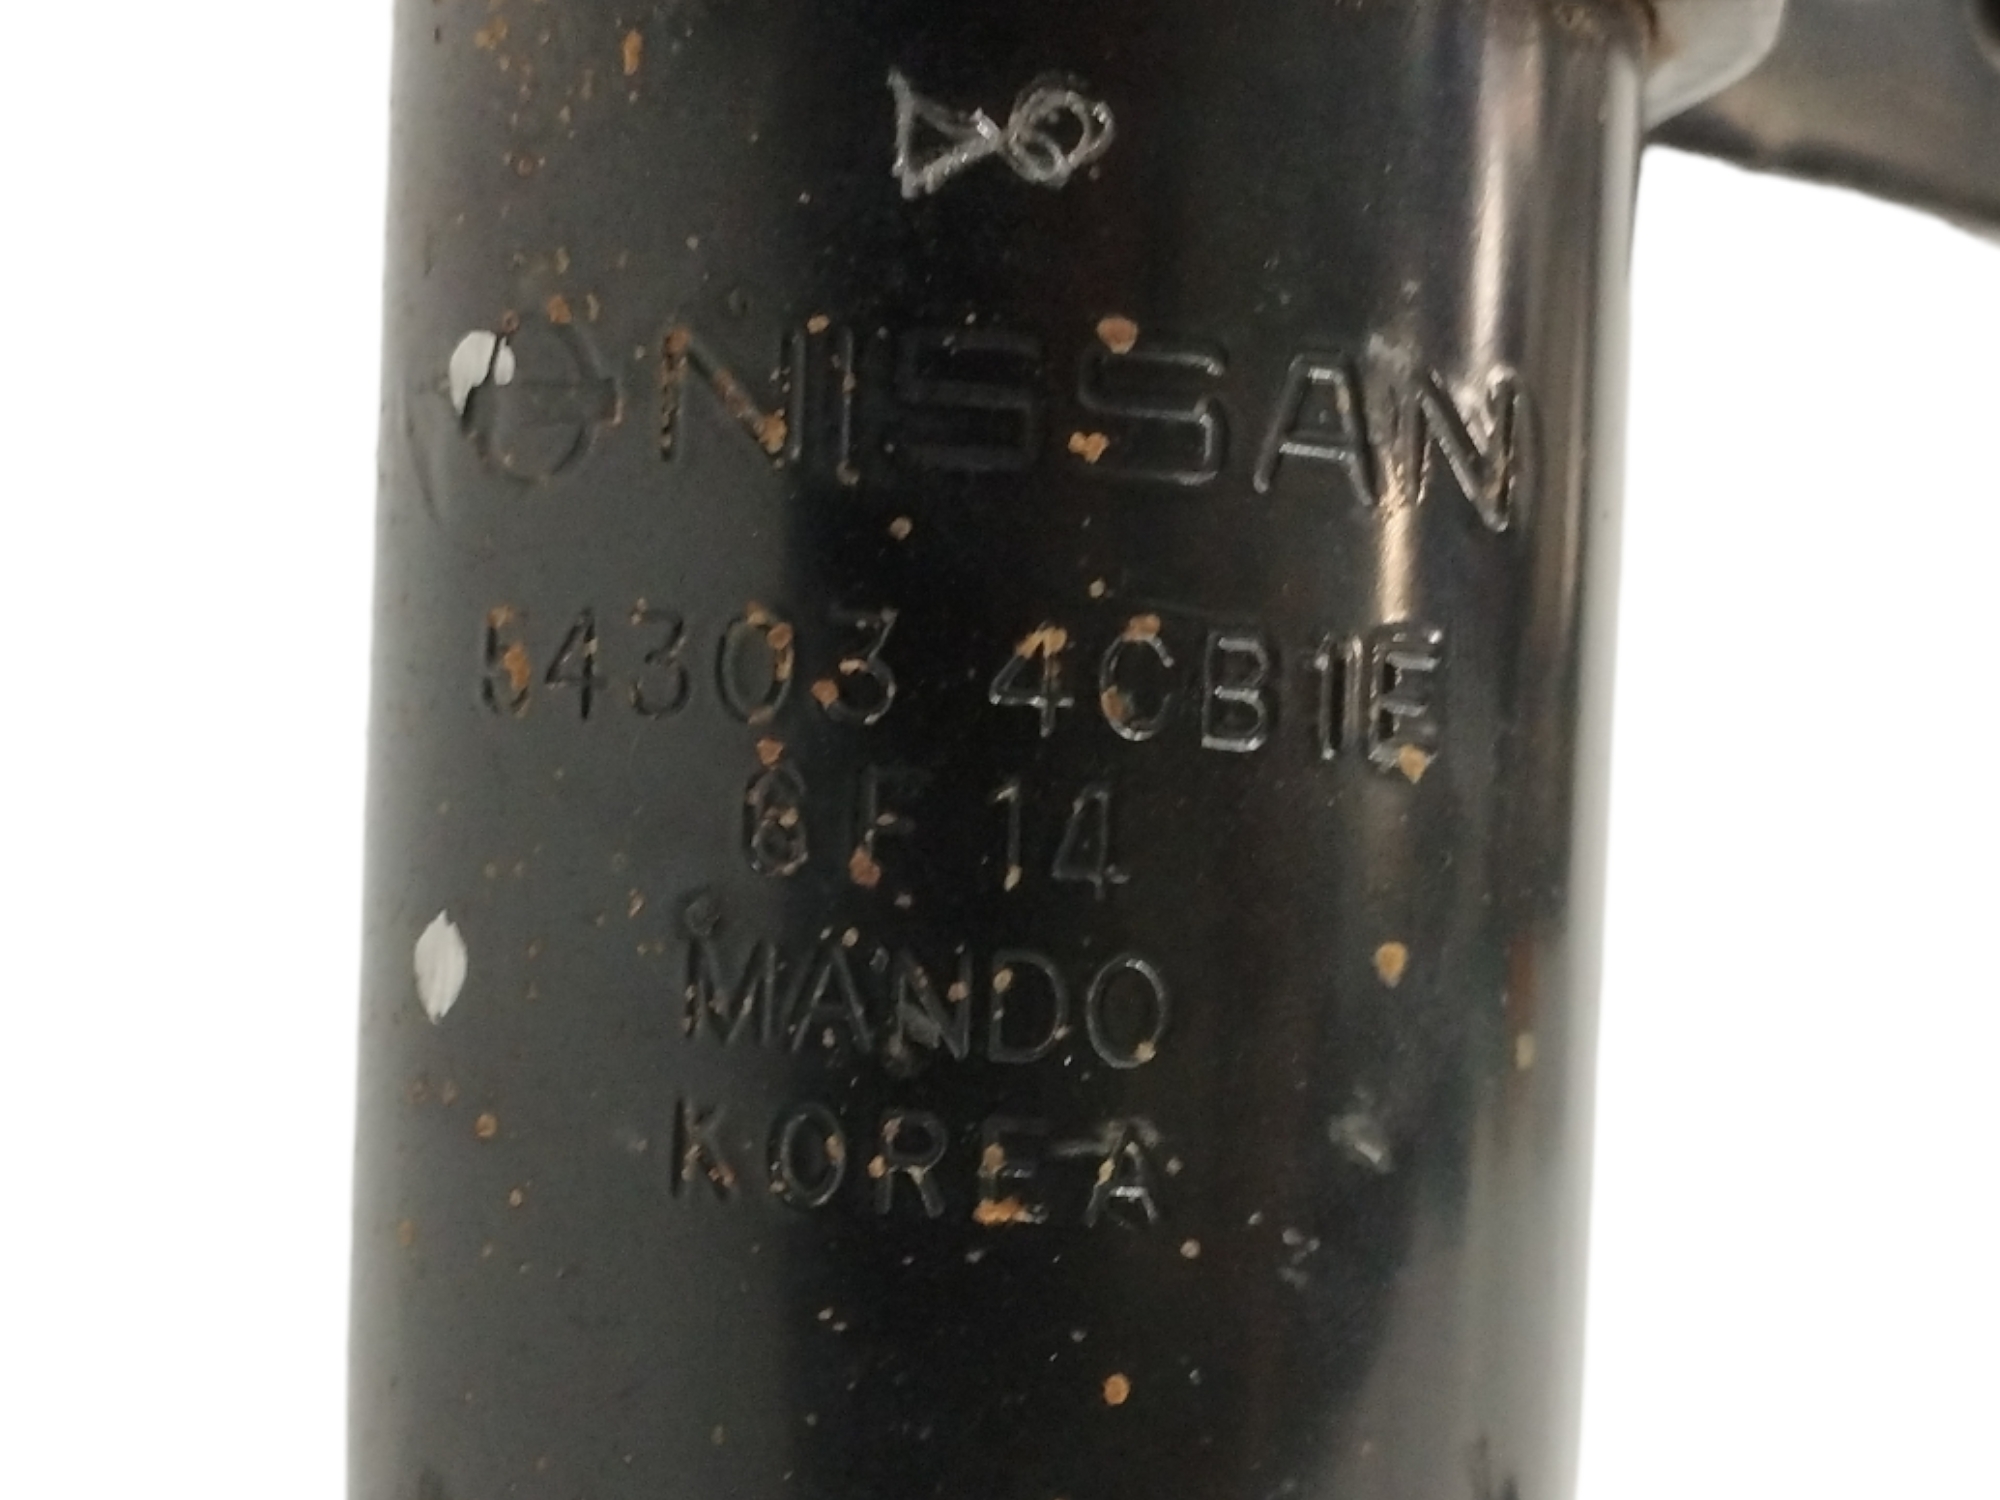 NISSAN
54303 4CB1E
6F 14
MANDO
KOREA